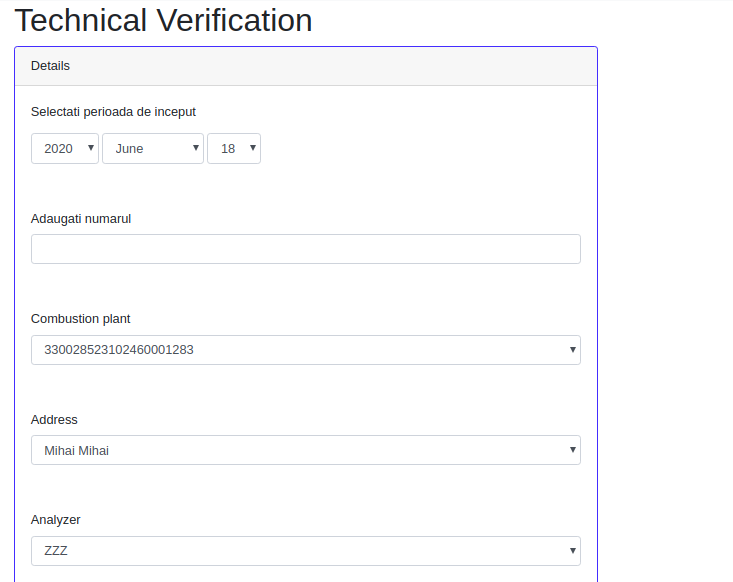 Technical Verification
Details
Selectati perioada de inceput
2020 June 18
Adaugati numarul
Combustion plant
330028523102460001283
Address
Mihai Mihai
Analyzer
ZZZ